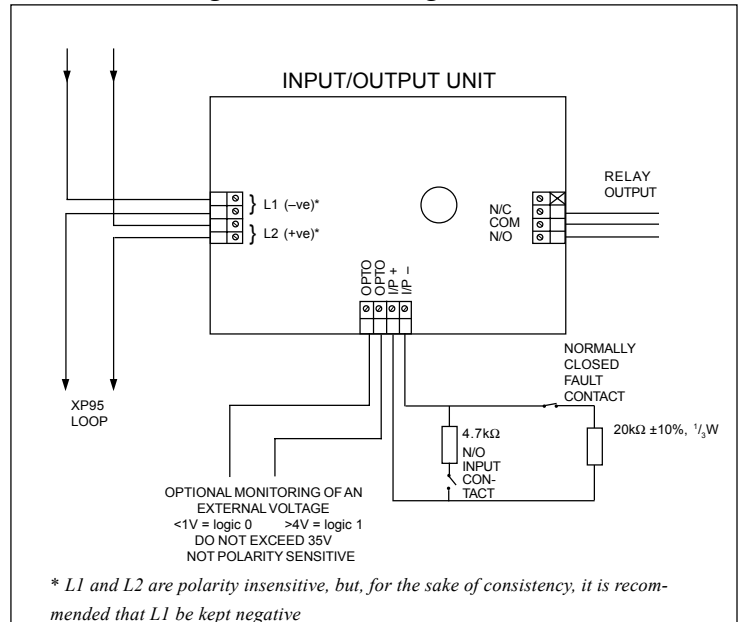 INPUT/OUTPUT UNIT
L1 (–ve)*
L2 (+ve)*
RELAY
OUTPUT
N/C
COM
N/O
OPTO
OPTO
I/P +
I/P –
XP95
LOOP
NORMALLY
CLOSED
FAULT
CONTACT
4.7kΩ
N/O
INPUT
CON-
TACT
20kΩ ±10%, 1/3W
OPTIONAL MONITORING OF AN
EXTERNAL VOLTAGE
<1V = logic 0 >4V = logic 1
DO NOT EXCEED 35V
NOT POLARITY SENSITIVE
* L1 and L2 are polarity insensitive, but, for the sake of consistency, it is recom-
mended that L1 be kept negative